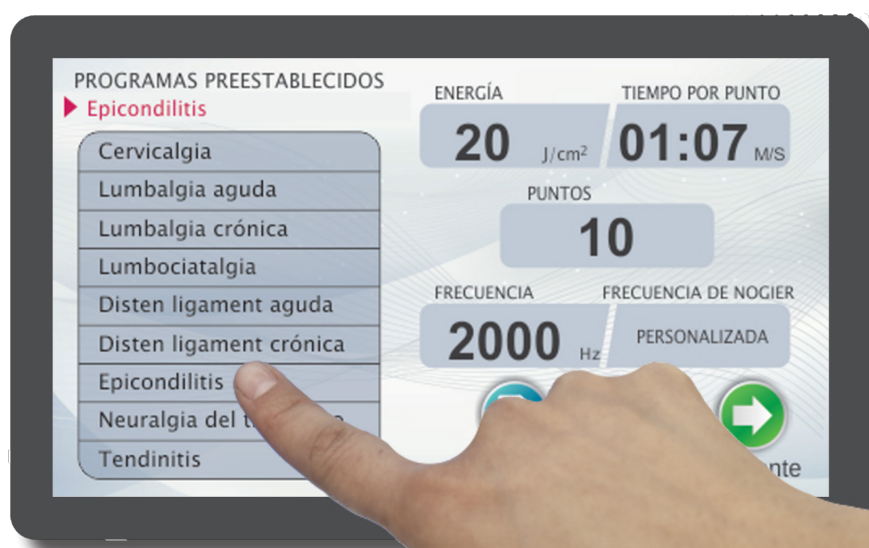 PROGRAMAS PREESTABLECIDOS
Epicondilitis
Cervicalgia
Lumbalgia aguda
Lumbalgia crónica
Lumbociatalgia
Disten ligament aguda
Disten ligament crónica
Epicondilitis
Neuralgia del
Tendinitis
ENERGÍA
20 J/cm²
TIEMPO POR PUNTO
01:07 M/S
PUNTOS
10
FRECUENCIA
2000 Hz
FRECUENCIA DE NOGIER
PERSONALIZADA